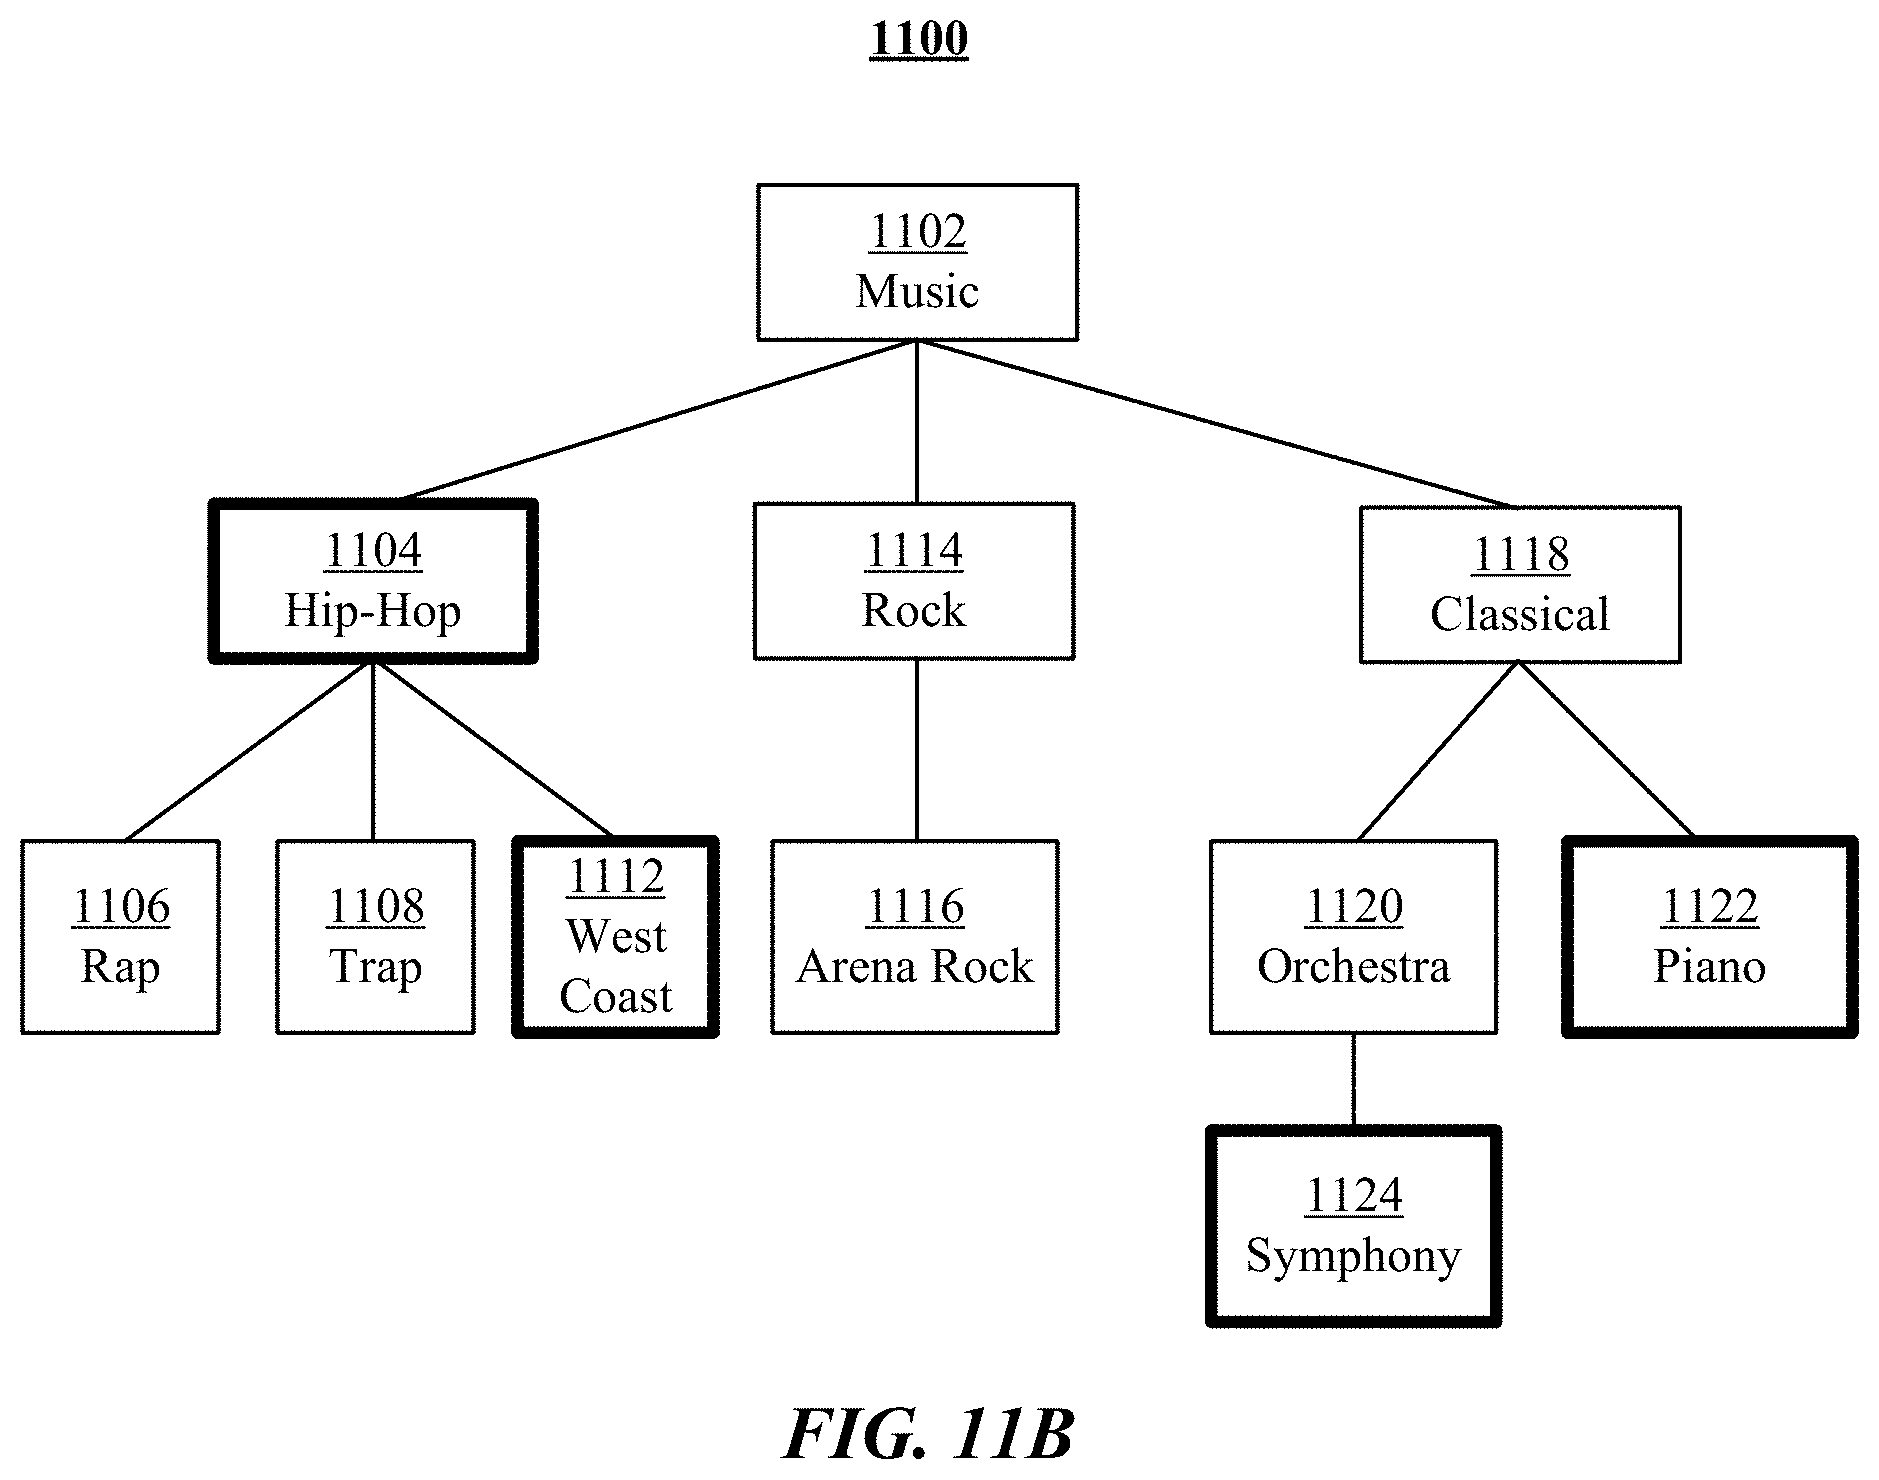 1100
1102
Music
1104
Hip-Hop
1114
Rock
1118
Classical
1106
Rap
1108
Trap
1112
West
Coast
1116
Arena Rock
1120
Orchestra
1122
Piano
1124
Symphony
FIG. 11B